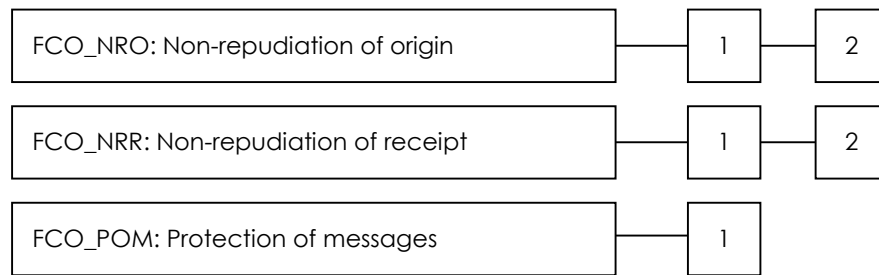 FCO_NRO: Non-repudiation of origin 1 2
FCO_NRR: Non-repudiation of receipt 1 2
FCO_POM: Protection of messages 1